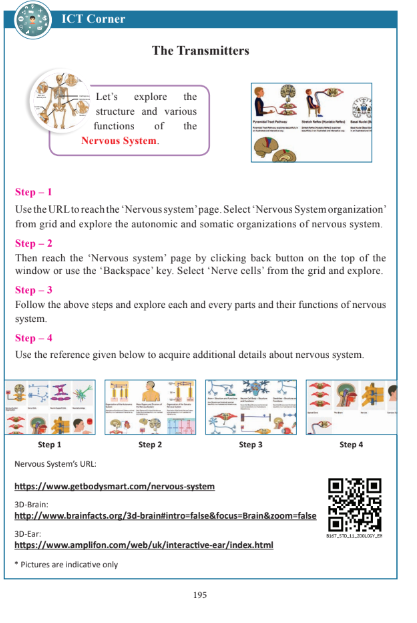 ICT Corner
The Transmitters
Let's explore the
structure and various
functions of the
Nervous System.
Step – 1
Use the URL to reach the 'Nervous system' page. Select 'Nervous System organization'
from grid and explore the autonomic and somatic organizations of nervous system.
Step – 2
Then reach the 'Nervous system' page by clicking back button on the top of the
window or use the 'Backspace' key. Select 'Nerve cells' from the grid and explore.
Step – 3
Follow the above steps and explore each and every parts and their functions of nervous
system.
Step – 4
Use the reference given below to acquire additional details about nervous system.
Step 1 Step 2 Step 3 Step 4
Nervous System's URL:
https://www.getbodysmart.com/nervous-system
3D-Brain:
http://www.brainfacts.org/3d-brain#intro=false&focus=Brain&zoom=false
3D-Ear:
https://www.amplifon.com/web/uk/interactive-ear/index.html
B167_STD_11_ZOOLOGY_EM
* Pictures are indicative only
195